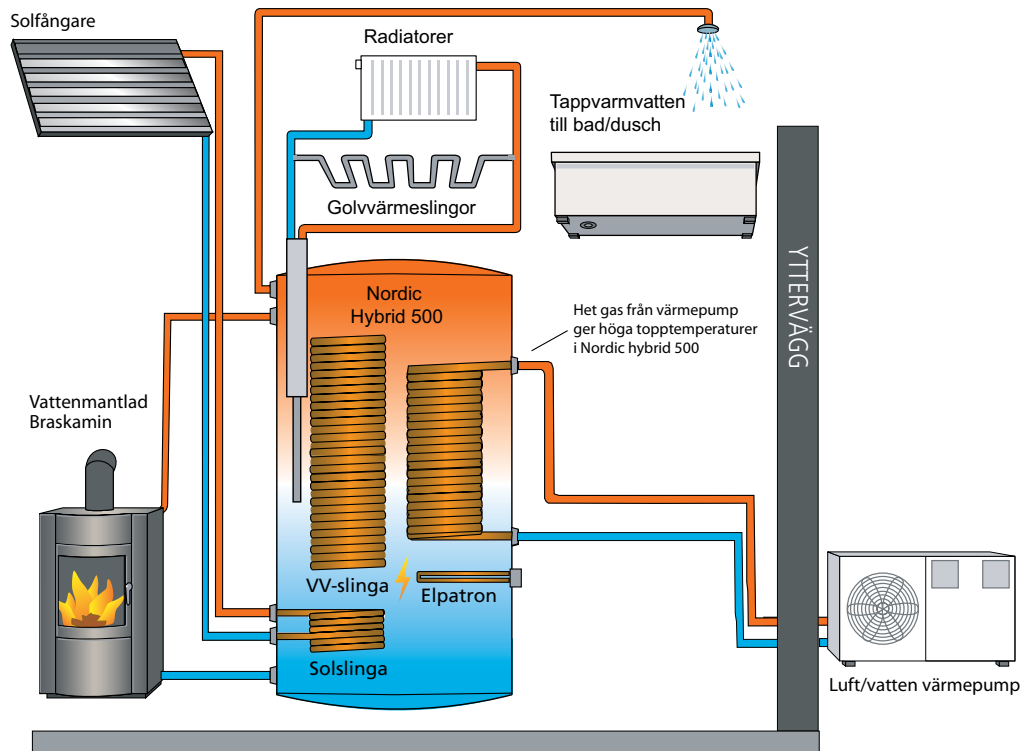 Solfångare
Radiatorer
Tappvarmvatten
till bad/dusch
Golvvärmeslingor
YTTERVÄGG
Nordic
Hybrid 500
Het gas från värmepump
ger höga topptemperaturer
i Nordic hybrid 500
Vattenmantlad
Braskamin
VV-slinga
Elpatron
Solslinga
Luft/vatten värmepump